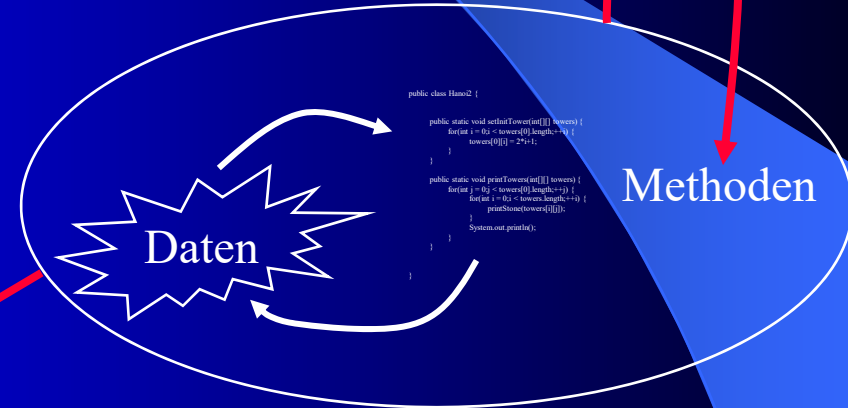 public class Hanoi2 {
public static void setInitTower(int[][] towers) {
for(int i = 0;i < towers[0].length;++i) {
towers[0][i] = 2*i+1;
}
}
public static void printTowers(int[][] towers) {
for(int j = 0;j < towers[0].length;++j) {
for(int i = 0;i < towers.length;++i) {
printStone(towers[i][j]);
}
System.out.println();
}
}
}
Daten
Methoden